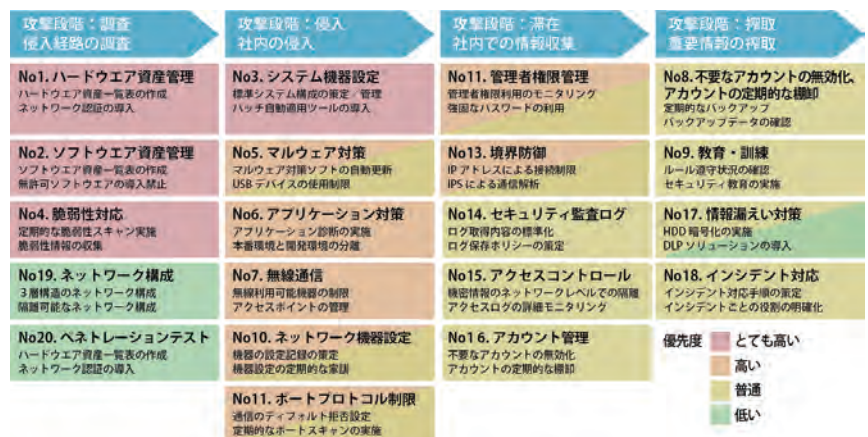 攻撃段階：調査
侵入経路の調査
No1. ハードウエア資産管理
ハードウエア資産一覧表の作成
ネットワーク認証の導入
No2. ソフトウエア資産管理
ソフトウエア資産一覧表の作成
無許可ソフトウエアの導入禁止
No4. 脆弱性対応
定期的な脆弱性スキャン実施
脆弱性情報の収集
No19. ネットワーク構成
３層構造のネットワーク構成
隔離可能なネットワーク構成
No20. ペネトレーションテスト
ハードウエア資産一覧表の作成
ネットワーク認証の導入
攻撃段階：侵入
社内の侵入
No3. システム機器設定
標準システム構成の策定／管理
パッチ自動適用ツールの導入
No5. マルウェア対策
マルウェア対策ソフトの自動更新
USBデバイスの使用制限
No6. アプリケーション対策
アプリケーション診断の実施
本番環境と開発環境の分離
No7. 無線通信
無線利用可能機器の制限
アクセスポイントの管理
No10. ネットワーク機器設定
機器の設定記録の策定
機器設定の定期的な家訓
No11. ポートプロトコル制限
通信のディフォルト拒否設定
定期的なポートスキャンの実施
攻撃段階：滞在
社内での情報収集
No11. 管理者権限管理
管理者権限利用のモニタリング
強固なパスワードの利用
No13. 境界防御
IPアドレスによる接続制限
IPSによる通信解析
No14. セキュリティ監査ログ
ログ取得内容の標準化
ログ保存ポリシーの策定
No15. アクセスコントロール
機密情報のネットワークレベルでの隔離
アクセスログの詳細モニタリング
No16. アカウント管理
不要なアカウントの無効化
アカウントの定期的な棚卸
攻撃段階：搾取
重要情報の搾取
No8. 不要なアカウントの無効化、
アカウントの定期的な棚卸
定期的なバックアップ
バックアップデータの確認
No9. 教育・訓練
ルール遵守状況の確認
セキュリティ教育の実施
No17. 情報漏えい対策
HDD暗号化の実施
DLPソリューションの導入
No18. インシデント対応
インシデント対応手順の策定
インシデントごとの役割の明確化
優先度
とても高い
高い
普通
低い